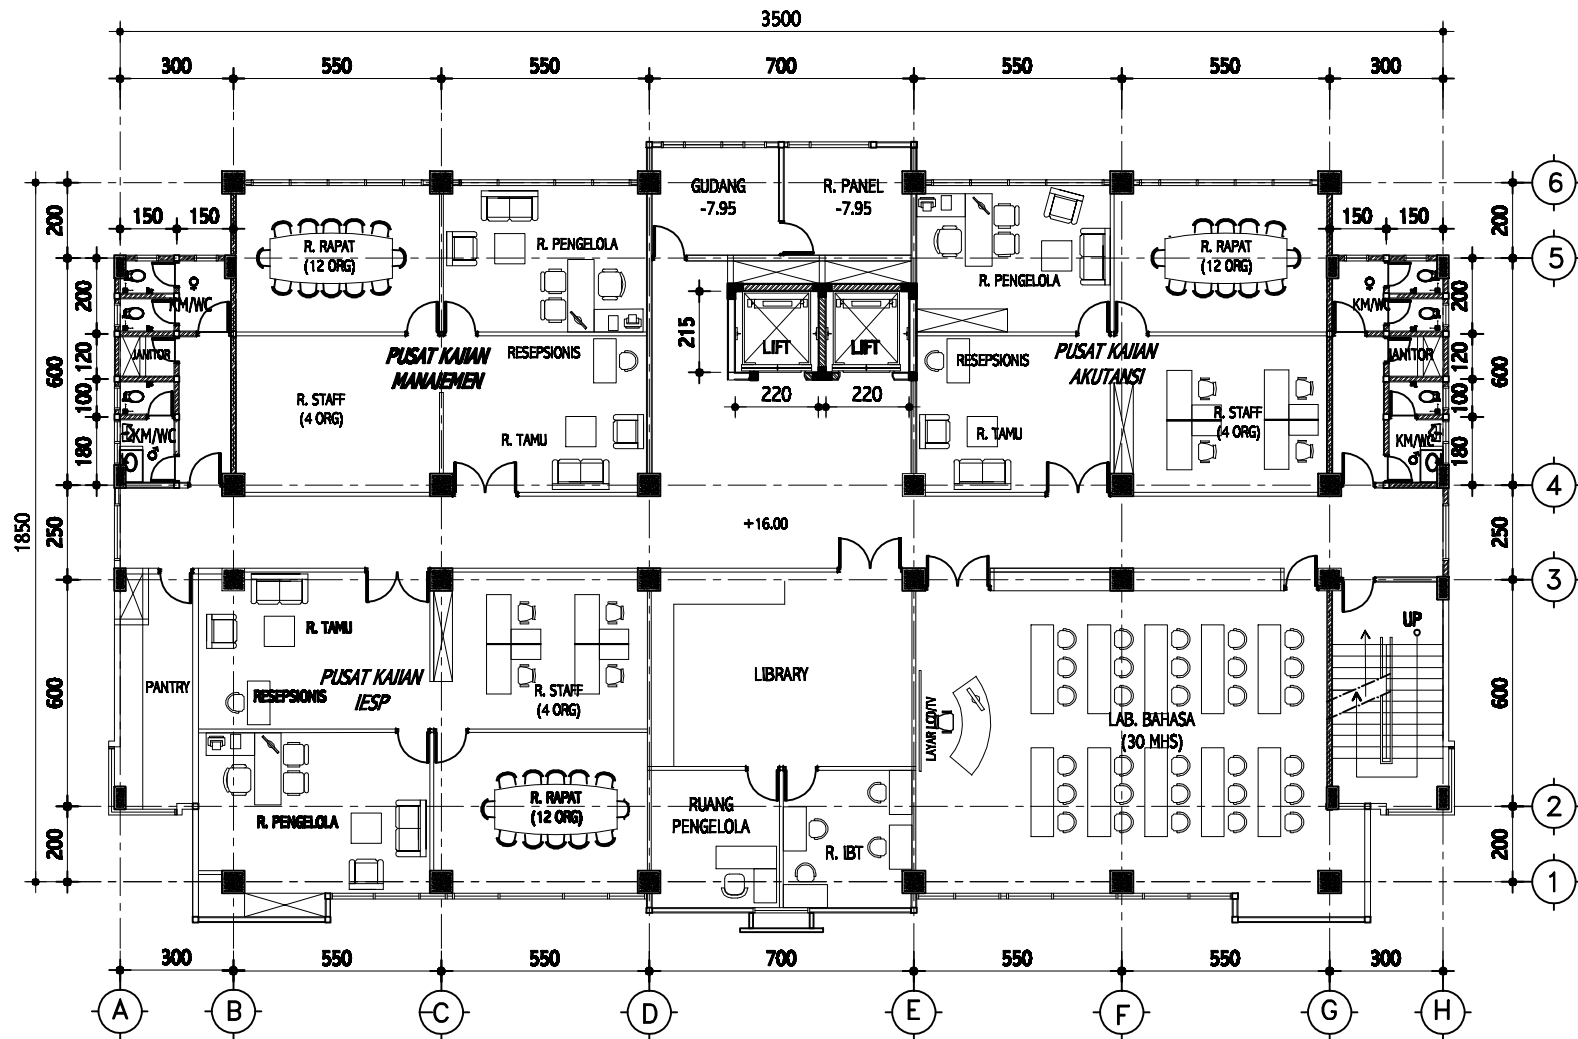 3500
300 550 550 700 550 550 300
6
GUDANG
-7.95
R. PANEL
-7.95
200
150 150
R. RAPAT
(12 ORG)
R. PENGELOLA
R. PENGELOLA
R. RAPAT
(12 ORG)
150 150
200
5
200
KM/WC
KM/WC
200
215
LIFT
LIFT
JANITOR
120
PUSAT KAJIAN
MANAJEMEN
RESEPSIONIS
RESEPSIONIS
PUSAT KAJIAN
AKUTANSI
JANITOR
120
600
600
220 220
100
R. STAFF
(4 ORG)
R. TAMU
R. TAMU
R. STAFF
(4 ORG)
100
180
KM/WC
KM/WC
180
4
1850
250
+16.00
250
3
R. TAMU
UP
PANTRY
PUSAT KAJIAN
IESP
RESEPSIONIS
R. STAFF
(4 ORG)
LIBRARY
LAYAR LCD/TV
LAB. BAHASA
(30 MHS)
600
600
2
R. PENGELOLA
R. RAPAT
(12 ORG)
RUANG
PENGELOLA
R. IBT
200
200
1
300 550 550 700 550 550 300
A B C D E F G H